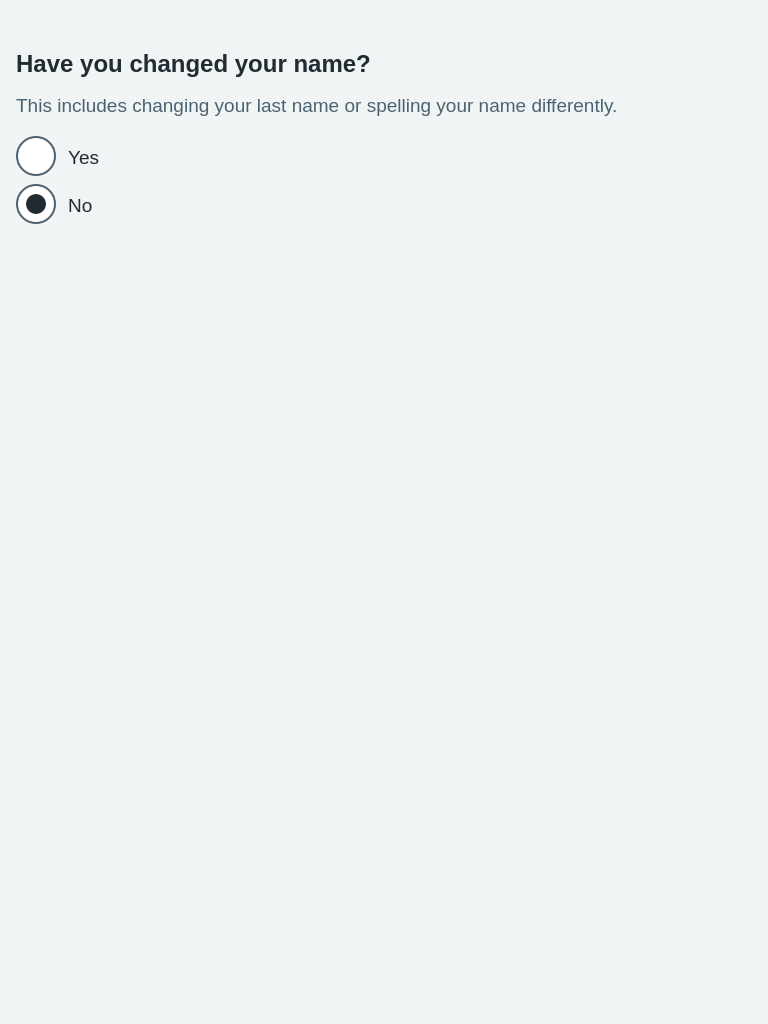 Have you changed your name?
This includes changing your last name or spelling your name differently.
Yes
No